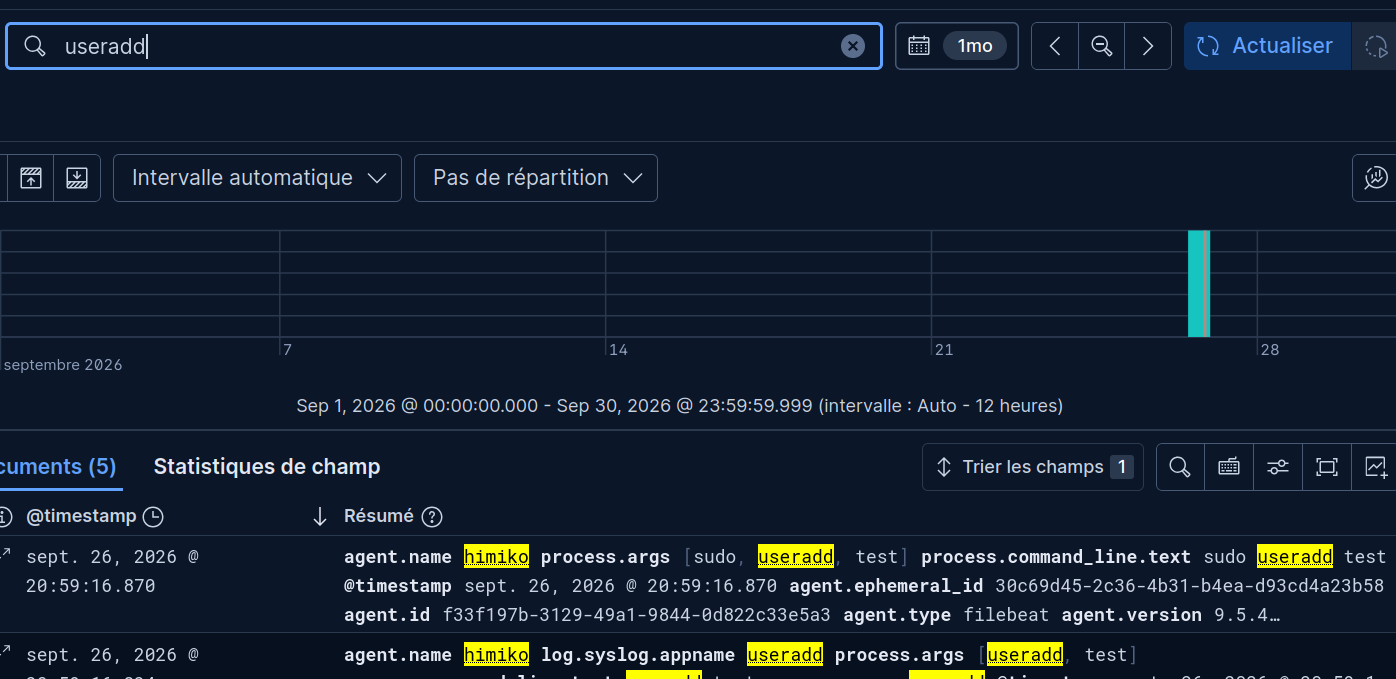 useradd
1mo
Actualiser
Intervalle automatique
Pas de répartition
7
14
21
28
septembre 2026
Sep 1, 2026 @ 00:00:00.000 - Sep 30, 2026 @ 23:59:59.999 (intervalle : Auto - 12 heures)
cuments (5)
Statistiques de champ
Trier les champs 1
@timestamp
Résumé
sept. 26, 2026 @
20:59:16.870
agent.name himiko process.args [sudo, useradd, test] process.command_line.text sudo useradd test
@timestamp sept. 26, 2026 @ 20:59:16.870 agent.ephemeral_id 30c69d45-2c36-4b31-b4ea-d93cd4a23b58
agent.id f33f197b-3129-49a1-9844-0d822c33e5a3 agent.type filebeat agent.version 9.5.4…
sept. 26, 2026 @
agent.name himiko log.syslog.appname useradd process.args [useradd, test]